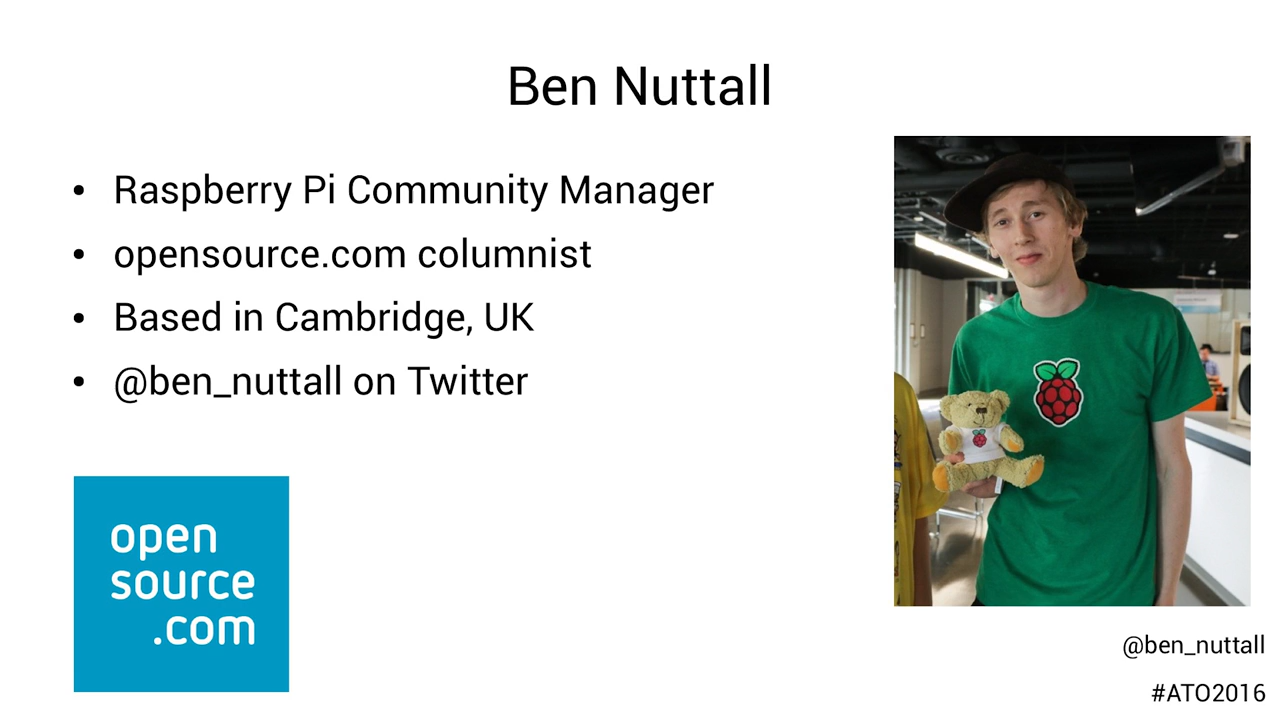 Ben Nuttall
• Raspberry Pi Community Manager
• opensource.com columnist
• Based in Cambridge, UK
• @ben_nuttall on Twitter
open
source
.com
@ben_nuttall
#ATO2016